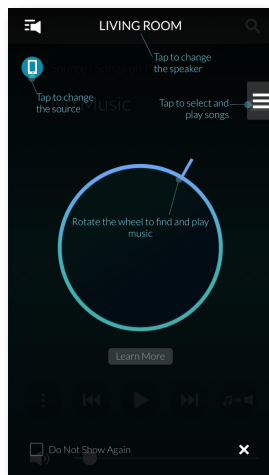 LIVING ROOM
Tap to change
the speaker
Tap to change
the source
Music
Tap to select and
play songs
Rotate the wheel to find and play
music
Learn More
Do Not Show Again